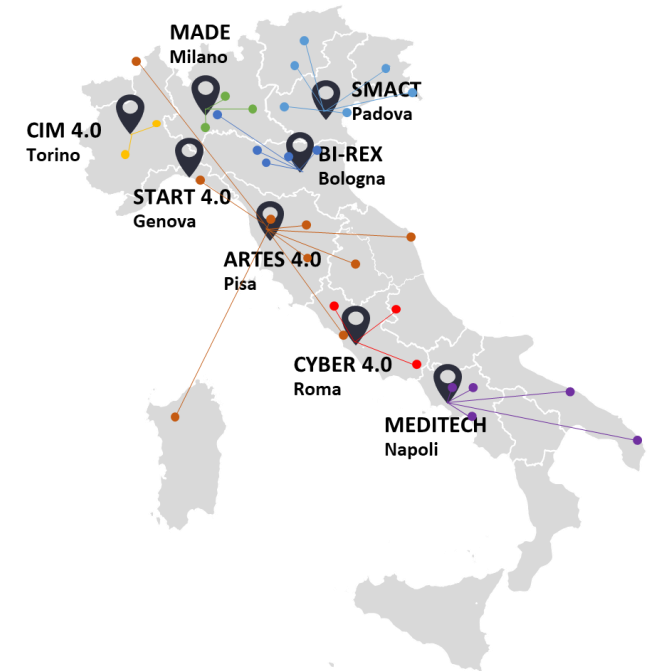 MADE
Milano
SMACT
Padova
CIM 4.0
Torino
BI-REX
Bologna
START 4.0
Genova
ARTES 4.0
Pisa
CYBER 4.0
Roma
MEDITECH
Napoli